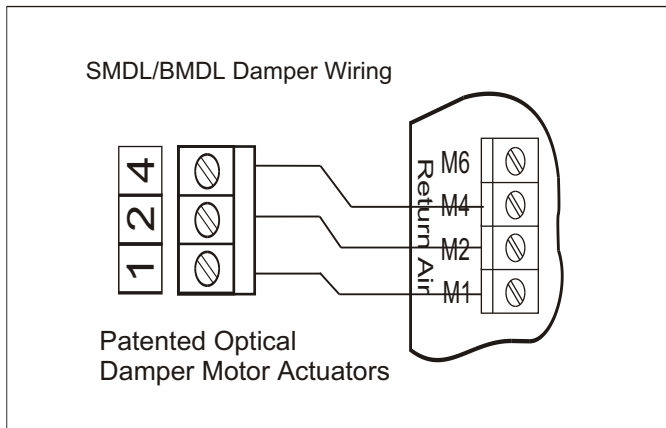 SMDL/BMDL Damper Wiring
4
2
1
Return Air
M6
M4
M2
M1
Patented Optical
Damper Motor Actuators